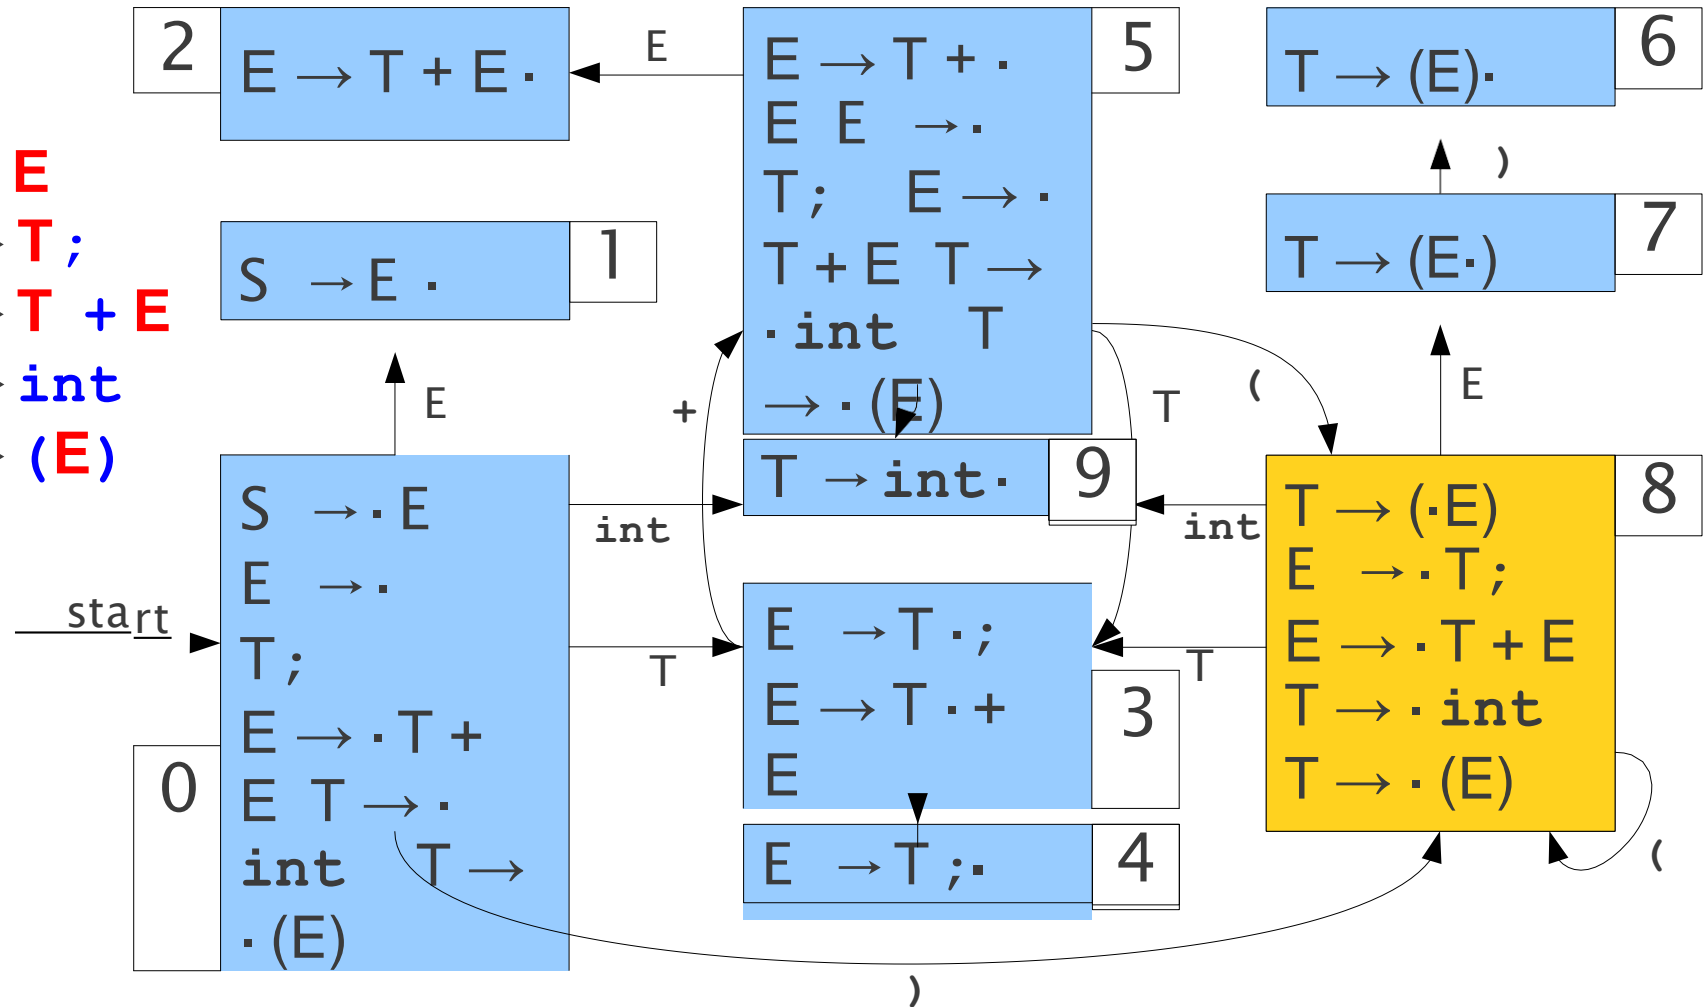 E
T ;
T + E
int
(E)
start
2
E → T + E ·
E
5
E → T + ·
E E → ·
T; E → ·
T + E T →
· int T
→ · (E)
6
T → (E)·
)
7
T → (E·)
E
1
S → E ·
E
+
T
(
0
S → · E
E → ·
T;
E → · T +
E T → ·
int T →
· (E)
int
T
9
T → int ·
int
T
3
E → T · ;
E → T · +
E
4
E → T ; ·
8
T → (·E)
E → · T ;
E → · T + E
T → · int
T → · (E)
(
)